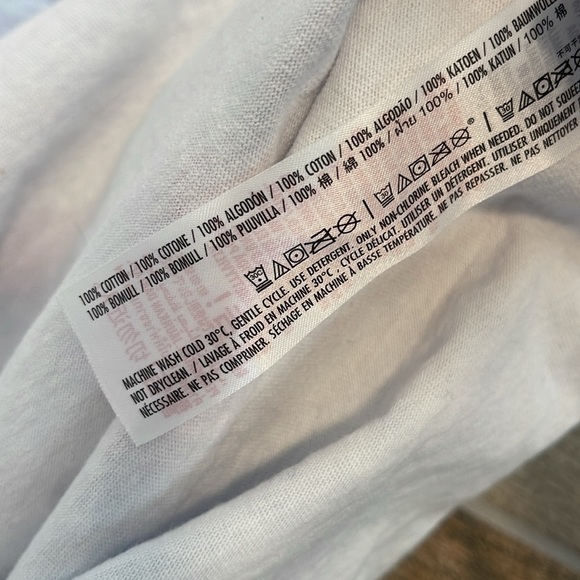 100% COTTON / 100% COTONE / 100% ALGODÓN / 100% COTON / 100% ALGODÃO / 100% KATOEN / 100% BAUMWOLLE
100% BOMULL / 100% BOMULL / 100% PUUVILLA / 100% 棉 / 綿 100% / ฝ้าย 100% / 100% KATUN / 100% 棉
MACHINE WASH COLD 30°C, GENTLE CYCLE. USE DETERGENT. ONLY NON-CHLORINE BLEACH WHEN NEEDED. DO NOT SQUEE
NOT DRYCLEAN. / LAVAGE À FROID EN MACHINE 30°C . CYCLE DÉLICAT. UTILISER UN DETERGENT. UTILISER UNIQUEMENT
NÉCESSAIRE. NE PAS COMPRIMER. SÉCHAGE EN MACHINE À BASSE TEMPÉRATURE. NE PAS REPASSER. NE PAS NETTOYER